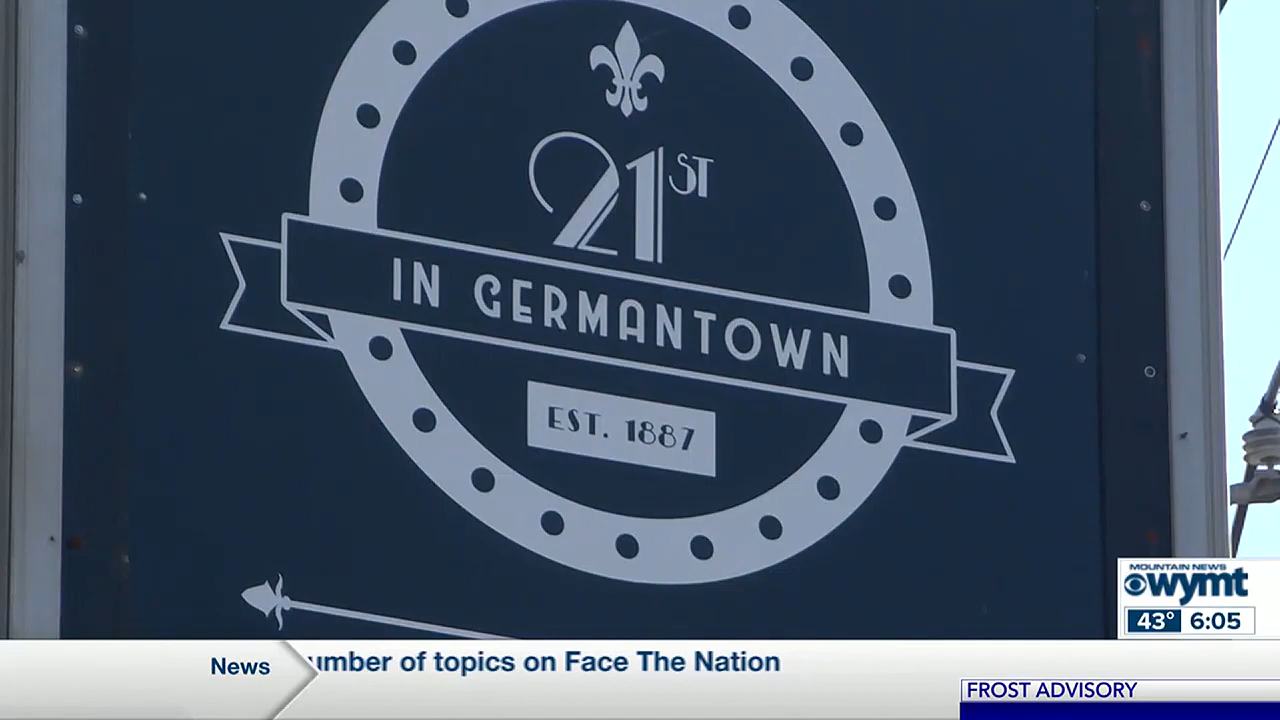 21ST
IN GERMANTOWN
EST. 1887
MOUNTAIN NEWS
wymt
43° 6:05
News
umber of topics on Face The Nation
FROST ADVISORY